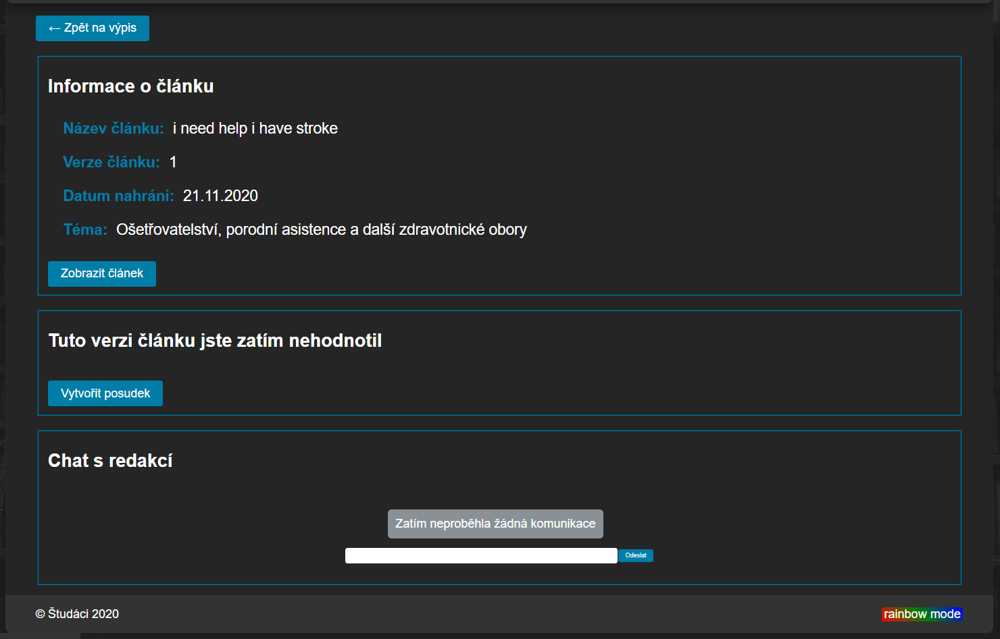 ← Zpět na výpis
Informace o článku
Název článku: i need help i have stroke
Verze článku: 1
Datum nahrání: 21.11.2020
Téma: Ošetřovatelství, porodní asistence a další zdravotnické obory
Zobrazit článek
Tuto verzi článku jste zatím nehodnotil
Vytvořit posudek
Chat s redakcí
Zatím neproběhla žádná komunikace
Odeslat
© Študáci 2020
rainbow mode